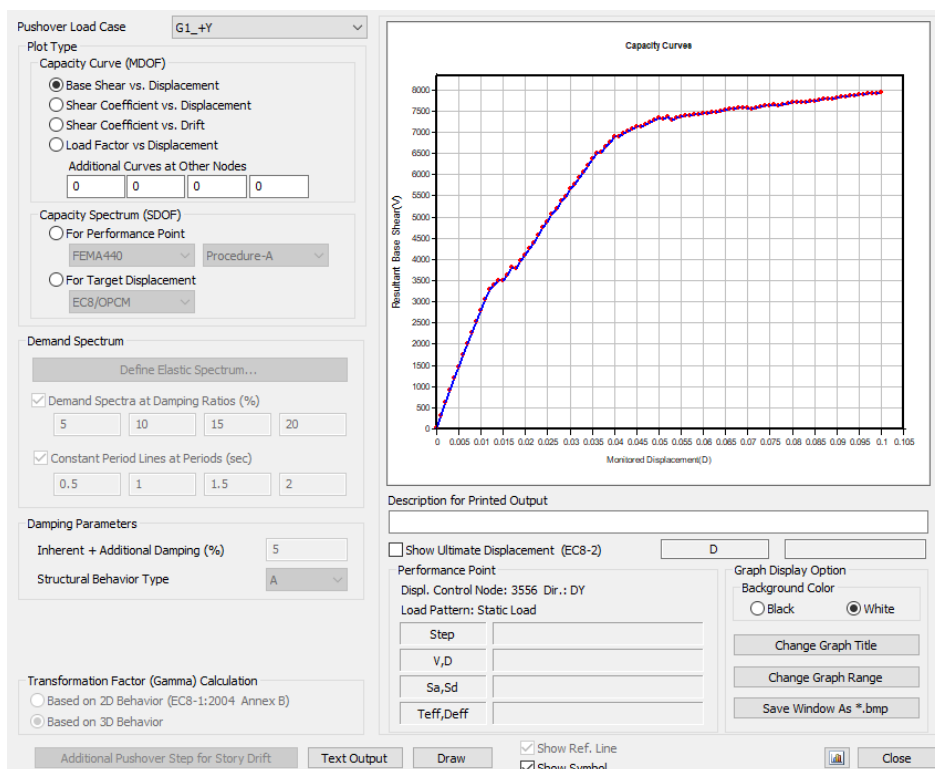 Pushover Load Case
G1_+Y
Plot Type
Capacity Curve (MDOF)
Base Shear vs. Displacement
Shear Coefficient vs. Displacement
Shear Coefficient vs. Drift
Load Factor vs Displacement
Additional Curves at Other Nodes
0 0 0 0
Capacity Spectrum (SDOF)
For Performance Point
FEMA440 Procedure-A
For Target Displacement
EC8/OPCM
Demand Spectrum
Define Elastic Spectrum...
Demand Spectra at Damping Ratios (%)
5 10 15 20
Constant Period Lines at Periods (sec)
0.5 1 1.5 2
Damping Parameters
Inherent + Additional Damping (%) 5
Structural Behavior Type A
Transformation Factor (Gamma) Calculation
Based on 2D Behavior (EC8-1:2004 Annex B)
Based on 3D Behavior
Capacity Curves
Resultant Base Shear(V)
8000
7500
7000
6500
6000
5500
5000
4500
4000
3500
3000
2500
2000
1500
1000
500
0
0 0.005 0.01 0.015 0.02 0.025 0.03 0.035 0.04 0.045 0.05 0.055 0.06 0.065 0.07 0.075 0.08 0.085 0.09 0.095 0.1 0.105
Monitored Displacement(D)
Description for Printed Output
Show Ultimate Displacement (EC8-2) D
Performance Point
Displ. Control Node: 3556 Dir.: DY
Load Pattern: Static Load
Step
V,D
Sa,Sd
Teff,Deff
Graph Display Option
Background Color
Black White
Change Graph Title
Change Graph Range
Save Window As *.bmp
Additional Pushover Step for Story Drift Text Output Draw
Show Ref. Line
Show Symbol
Close